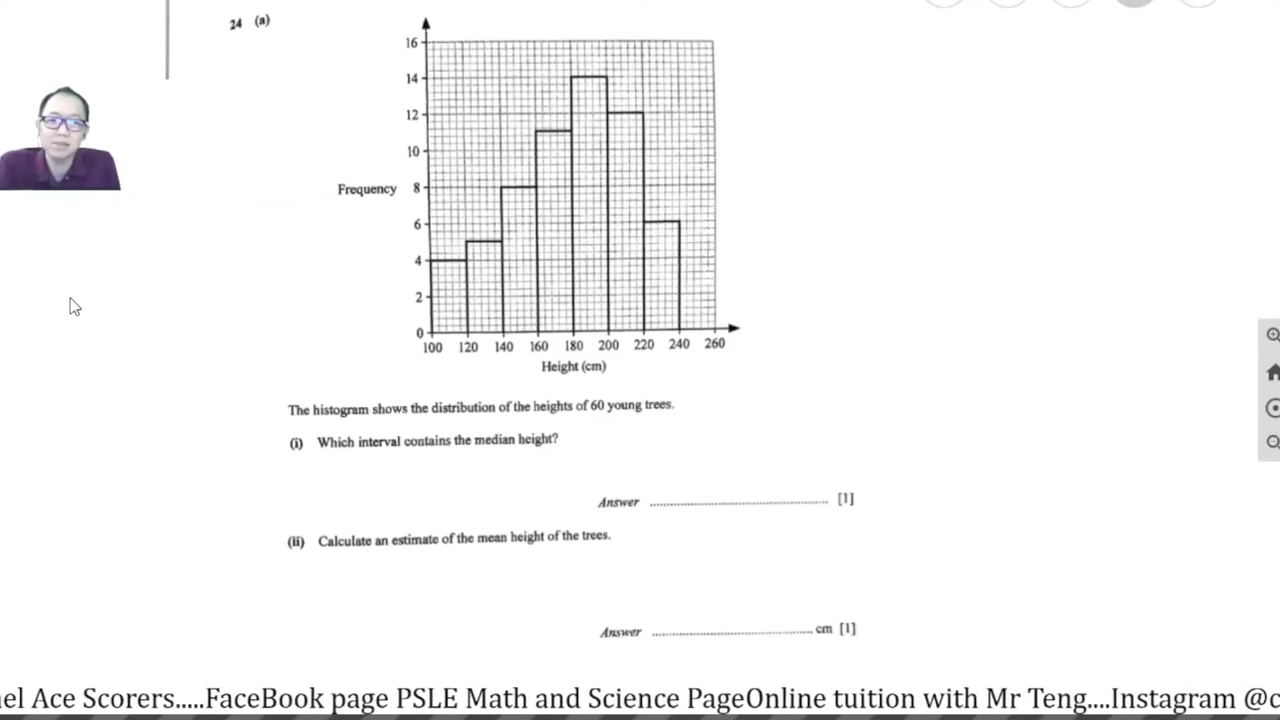 24 (a)
16
14
12
10
Frequency 8
6
4
2
0
100 120 140 160 180 200 220 240 260
Height (cm)
The histogram shows the distribution of the heights of 60 young trees.
(i) Which interval contains the median height?
Answer ........................................ [1]
(ii) Calculate an estimate of the mean height of the trees.
Answer ........................................ cm [1]
el Ace Scorers.....FaceBook page PSLE Math and Science PageOnline tuition with Mr Teng....Instagram @c